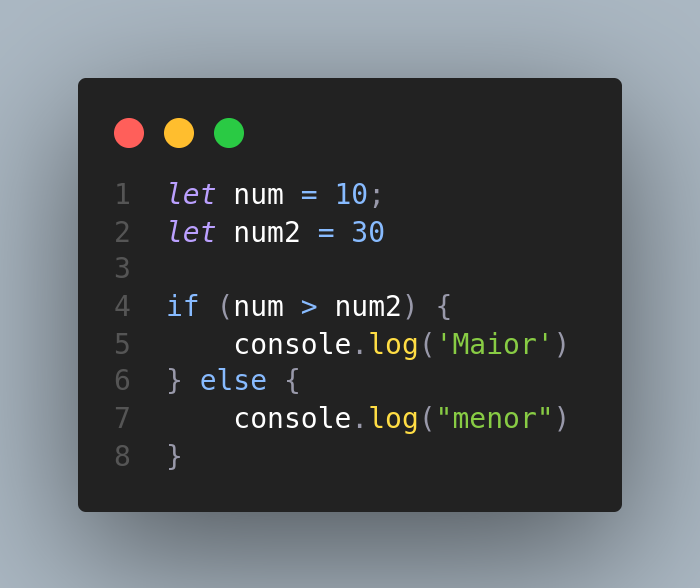 1 let num = 10;
2 let num2 = 30
3
4 if (num > num2) {
5     console.log('Maior')
6 } else {
7     console.log("menor")
8 }